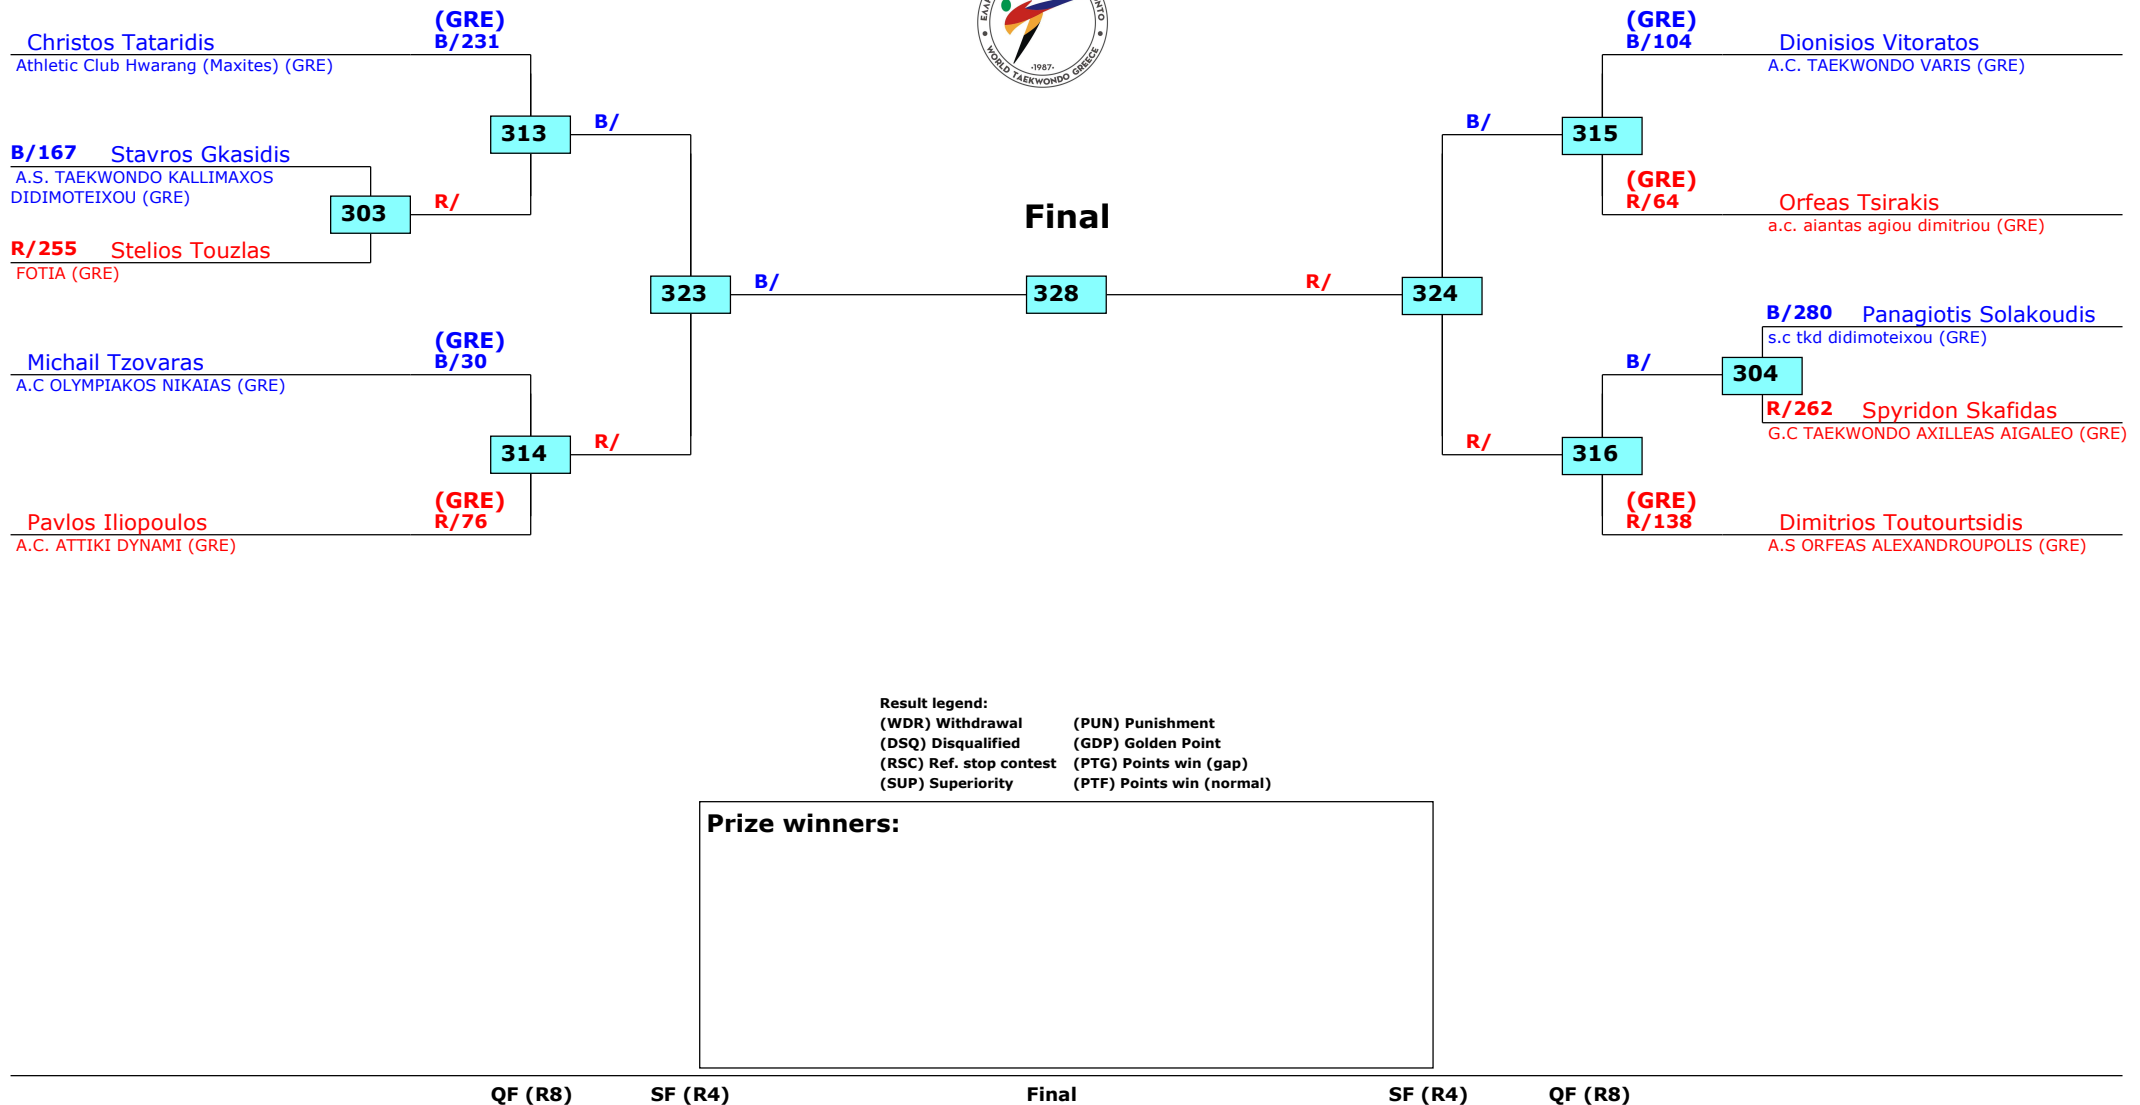 (GRE)
Christos Tataridis B/231
Athletic Club Hwarang (Maxites) (GRE)
313
B/
B/167 Stavros Gkasidis
A.S. TAEKWONDO KALLIMAXOS
DIDIMOTEIXOU (GRE)
303
R/
R/255 Stelios Touzlas
FOTIA (GRE)
323
B/
(GRE)
Michail Tzovaras B/30
A.C OLYMPIAKOS NIKAIAS (GRE)
314
R/
(GRE)
Pavlos Iliopoulos R/76
A.C. ATTIKI DYNAMI (GRE)
WORLD TAEKWONDO GREECE
·1987·
Final
328
(GRE)
B/104 Dionisios Vitoratos
A.C. TAEKWONDO VARIS (GRE)
B/
315
(GRE)
R/64 Orfeas Tsirakis
a.c. aiantas agiou dimitriou (GRE)
R/
324
B/280 Panagiotis Solakoudis
s.c tkd didimoteixou (GRE)
B/
304
R/262 Spyridon Skafidas
G.C TAEKWONDO AXILLEAS AIGALEO (GRE)
R/
316
(GRE)
R/138 Dimitrios Toutourtsidis
A.S ORFEAS ALEXANDROUPOLIS (GRE)
Result legend:
(WDR) Withdrawal (PUN) Punishment
(DSQ) Disqualified (GDP) Golden Point
(RSC) Ref. stop contest (PTG) Points win (gap)
(SUP) Superiority (PTF) Points win (normal)
Prize winners:
QF (R8) SF (R4) Final SF (R4) QF (R8)